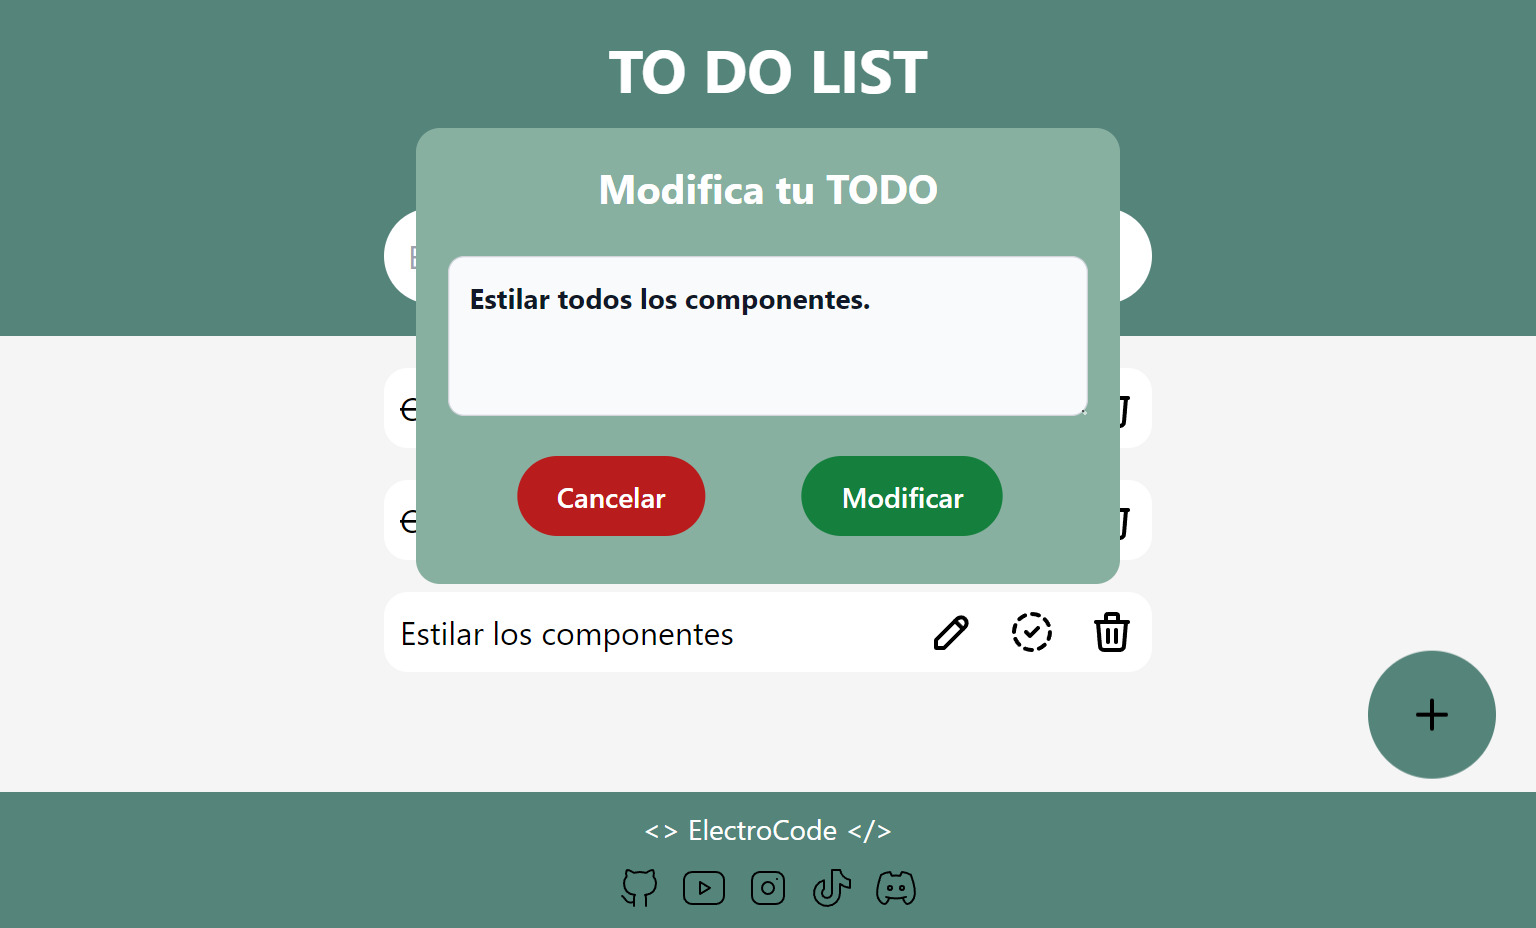 TO DO LIST
Modifica tu TODO
Estilar todos los componentes.
Cancelar
Modificar
Estilar los componentes
<> ElectroCode </>